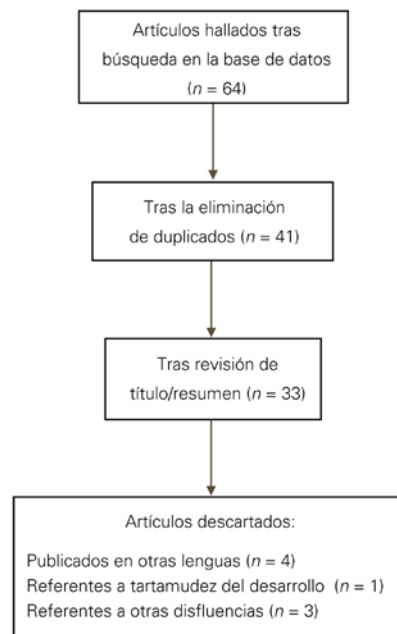 Artículos hallados tras
búsqueda en la base de datos
(n = 64)
Tras la eliminación
de duplicados (n = 41)
Tras revisión de
título/resumen (n = 33)
Artículos descartados:
Publicados en otras lenguas (n = 4)
Referentes a tartamudez del desarrollo (n = 1)
Referentes a otras disfluencias (n = 3)